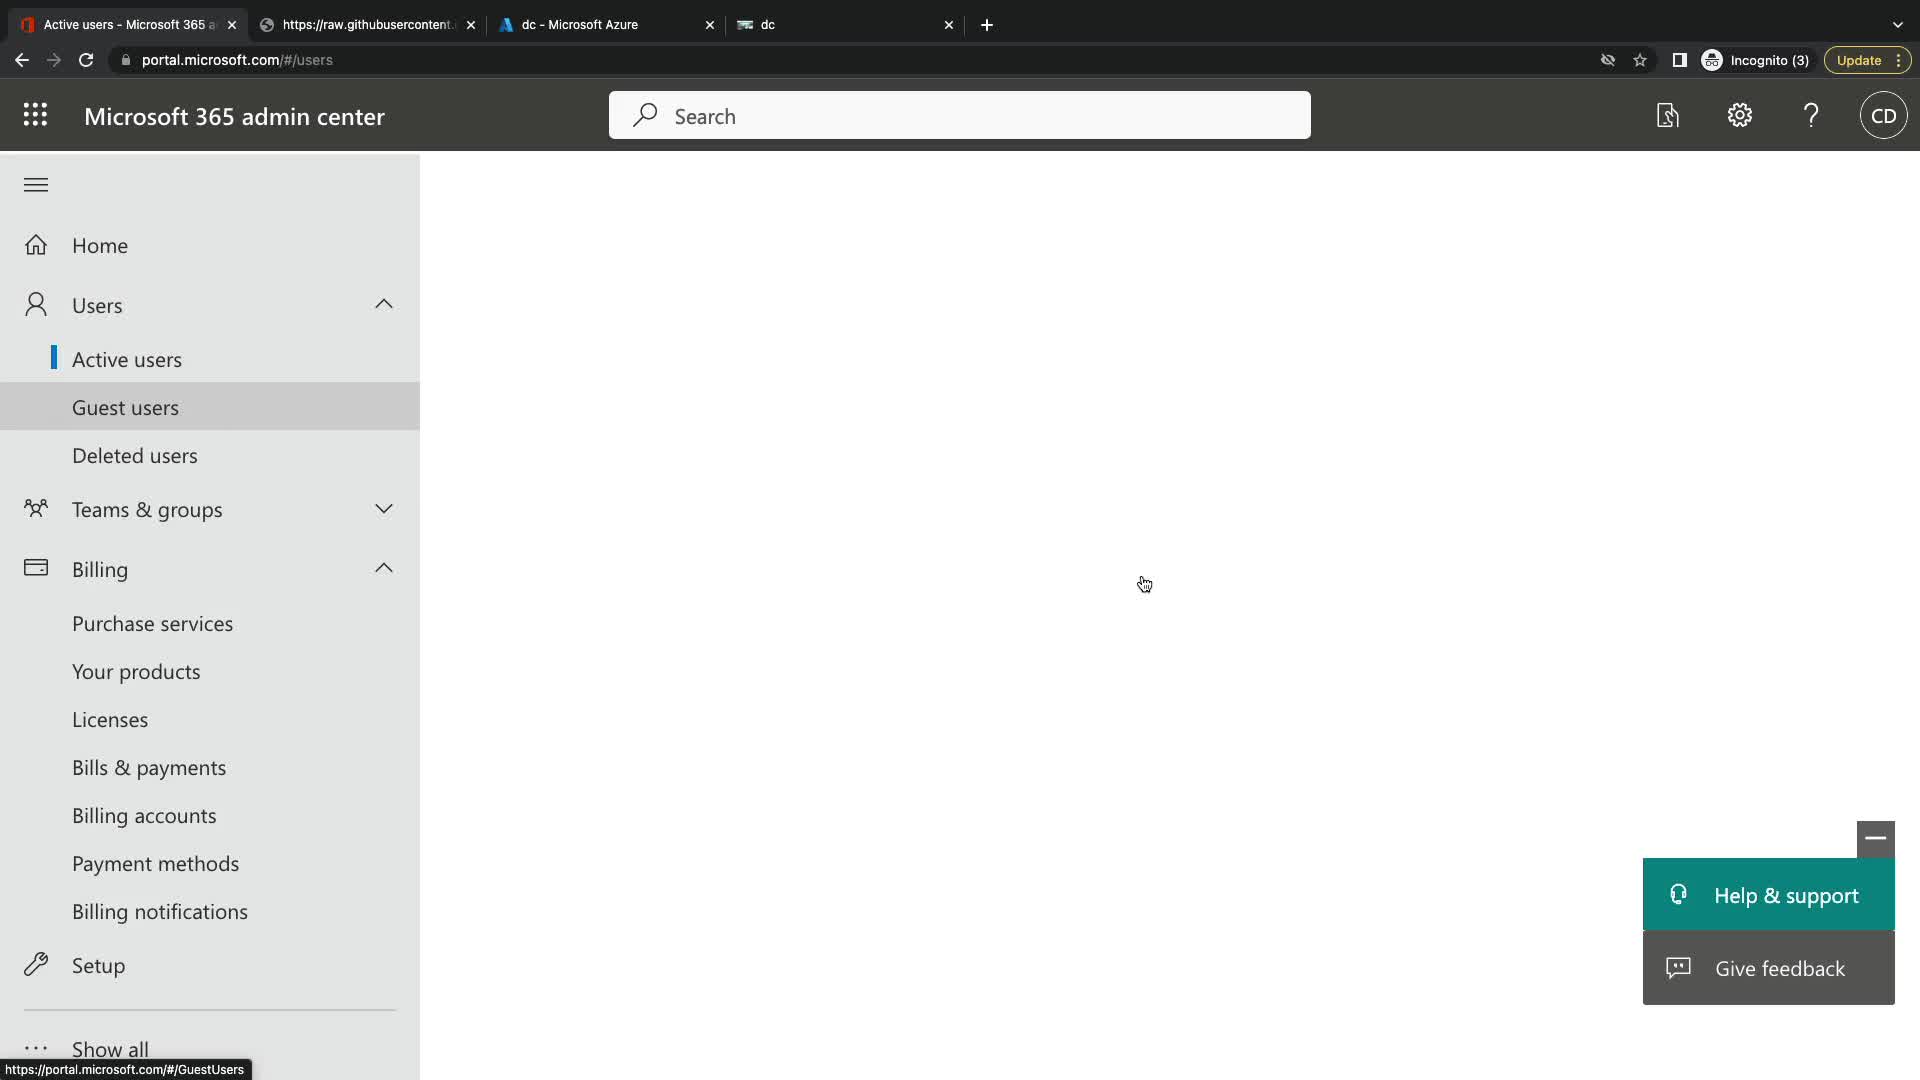 Active users - Microsoft 365 a
https://raw.githubusercontent.
dc - Microsoft Azure
dc
portal.microsoft.com/#/users
Incognito (3)
Update
Microsoft 365 admin center
Search
CD
Home
Users
Active users
Guest users
Deleted users
Teams & groups
Billing
Purchase services
Your products
Licenses
Bills & payments
Billing accounts
Payment methods
Billing notifications
Setup
Show all
Help & support
Give feedback
https://portal.microsoft.com/#/GuestUsers